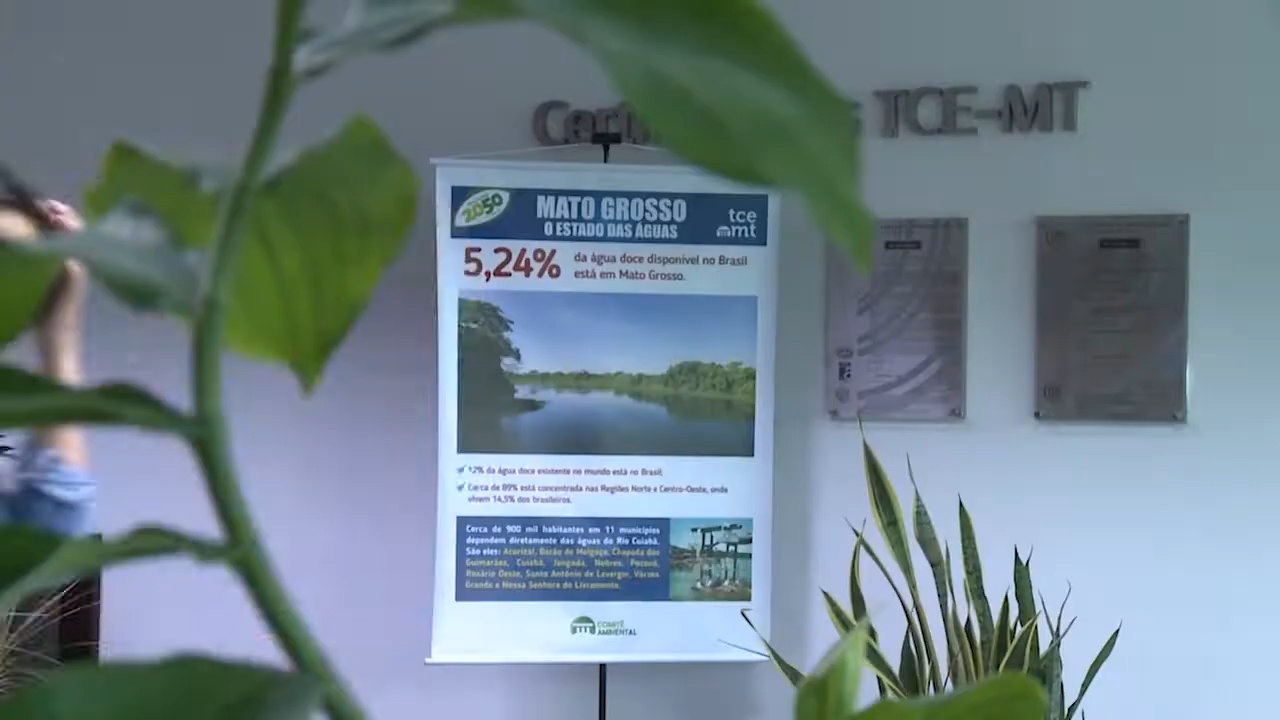 TCE-MT
2050
MATO GROSSO
O ESTADO DAS ÁGUAS
tce
mt
5,24%
da água doce disponível no Brasil
está em Mato Grosso.
12% da água doce existente no mundo está no Brasil;
Cerca de 89% está concentrada nas Regiões Norte e Centro-Oeste, onde
vivem 14,5% dos brasileiros.
Cerca de 900 mil habitantes em 11 municípios
dependem diretamente das águas do Rio Cuiabá.
São eles: Acorizal, Barão de Melgaço, Chapada dos
Guimarães, Cuiabá, Jangada, Nobres, Poconé,
Rosário Oeste, Santo Antônio de Leverger, Várzea
Grande e Nossa Senhora do Livramento.
COMITÊ
AMBIENTAL